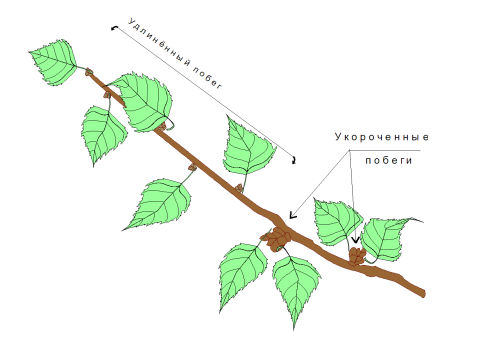 Удлинённый побег
Укороченные
побеги